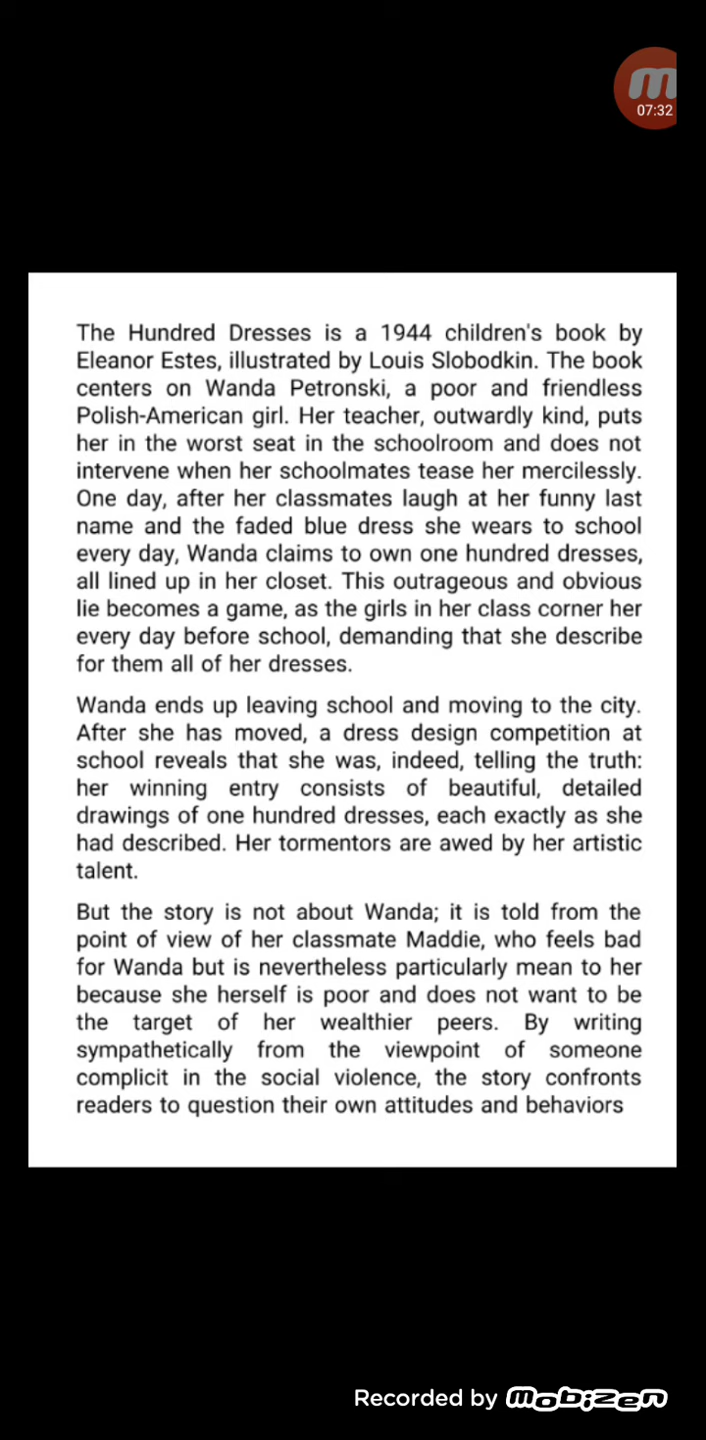 07:32
The Hundred Dresses is a 1944 children's book by
Eleanor Estes, illustrated by Louis Slobodkin. The book
centers on Wanda Petronski, a poor and friendless
Polish-American girl. Her teacher, outwardly kind, puts
her in the worst seat in the schoolroom and does not
intervene when her schoolmates tease her mercilessly.
One day, after her classmates laugh at her funny last
name and the faded blue dress she wears to school
every day, Wanda claims to own one hundred dresses,
all lined up in her closet. This outrageous and obvious
lie becomes a game, as the girls in her class corner her
every day before school, demanding that she describe
for them all of her dresses.
Wanda ends up leaving school and moving to the city.
After she has moved, a dress design competition at
school reveals that she was, indeed, telling the truth:
her winning entry consists of beautiful, detailed
drawings of one hundred dresses, each exactly as she
had described. Her tormentors are awed by her artistic
talent.
But the story is not about Wanda; it is told from the
point of view of her classmate Maddie, who feels bad
for Wanda but is nevertheless particularly mean to her
because she herself is poor and does not want to be
the target of her wealthier peers. By writing
sympathetically from the viewpoint of someone
complicit in the social violence, the story confronts
readers to question their own attitudes and behaviors
Recorded by mobizen